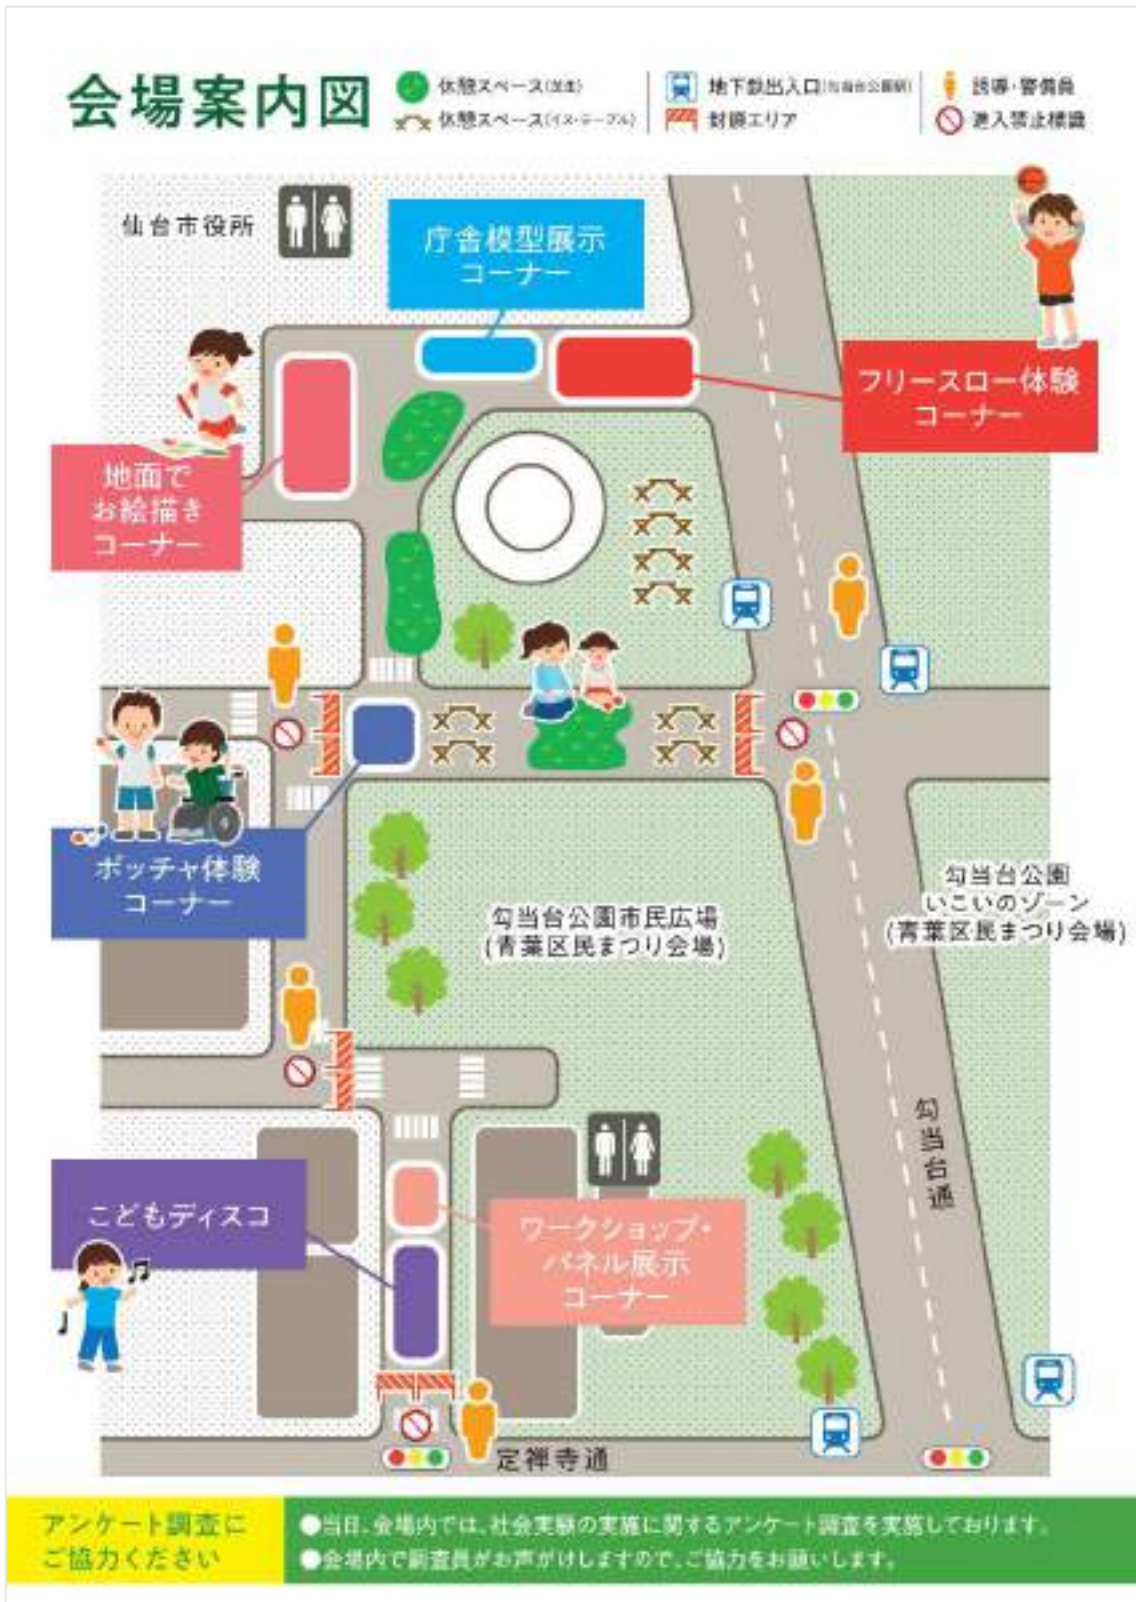 会場案内図
休憩スペース(芝生)
休憩スペース(イス・テーブル)
地下鉄出入口(勾当台公園駅)
封鎖エリア
誘導・警備員
進入禁止標識
仙台市役所
庁舎模型展示
コーナー
フリースロー体験
コーナー
地面で
お絵描き
コーナー
ボッチャ体験
コーナー
勾当台公園市民広場
(青葉区民まつり会場)
勾当台公園
いこいのゾーン
(青葉区民まつり会場)
勾当台通
こどもディスコ
ワークショップ・
パネル展示
コーナー
定禅寺通
アンケート調査に
ご協力ください
●当日、会場内では、社会実験の実施に関するアンケート調査を実施しております。
●会場内で調査員がお声がけしますので、ご協力をお願いします。